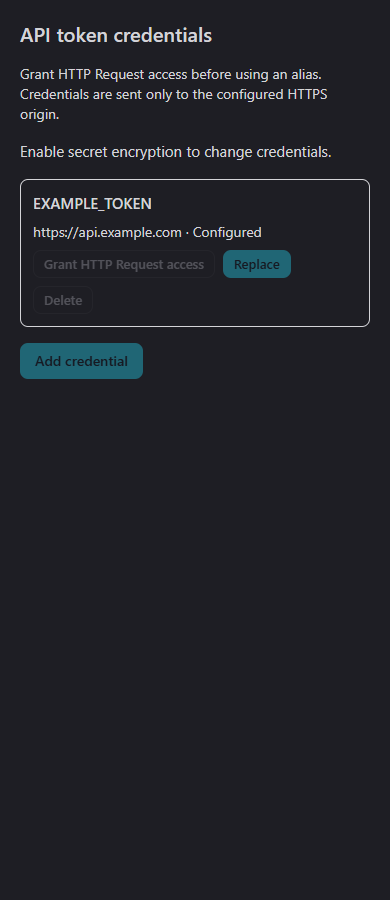 API token credentials
Grant HTTP Request access before using an alias.
Credentials are sent only to the configured HTTPS
origin.
Enable secret encryption to change credentials.
EXAMPLE_TOKEN
https://api.example.com · Configured
Grant HTTP Request access Replace
Delete
Add credential